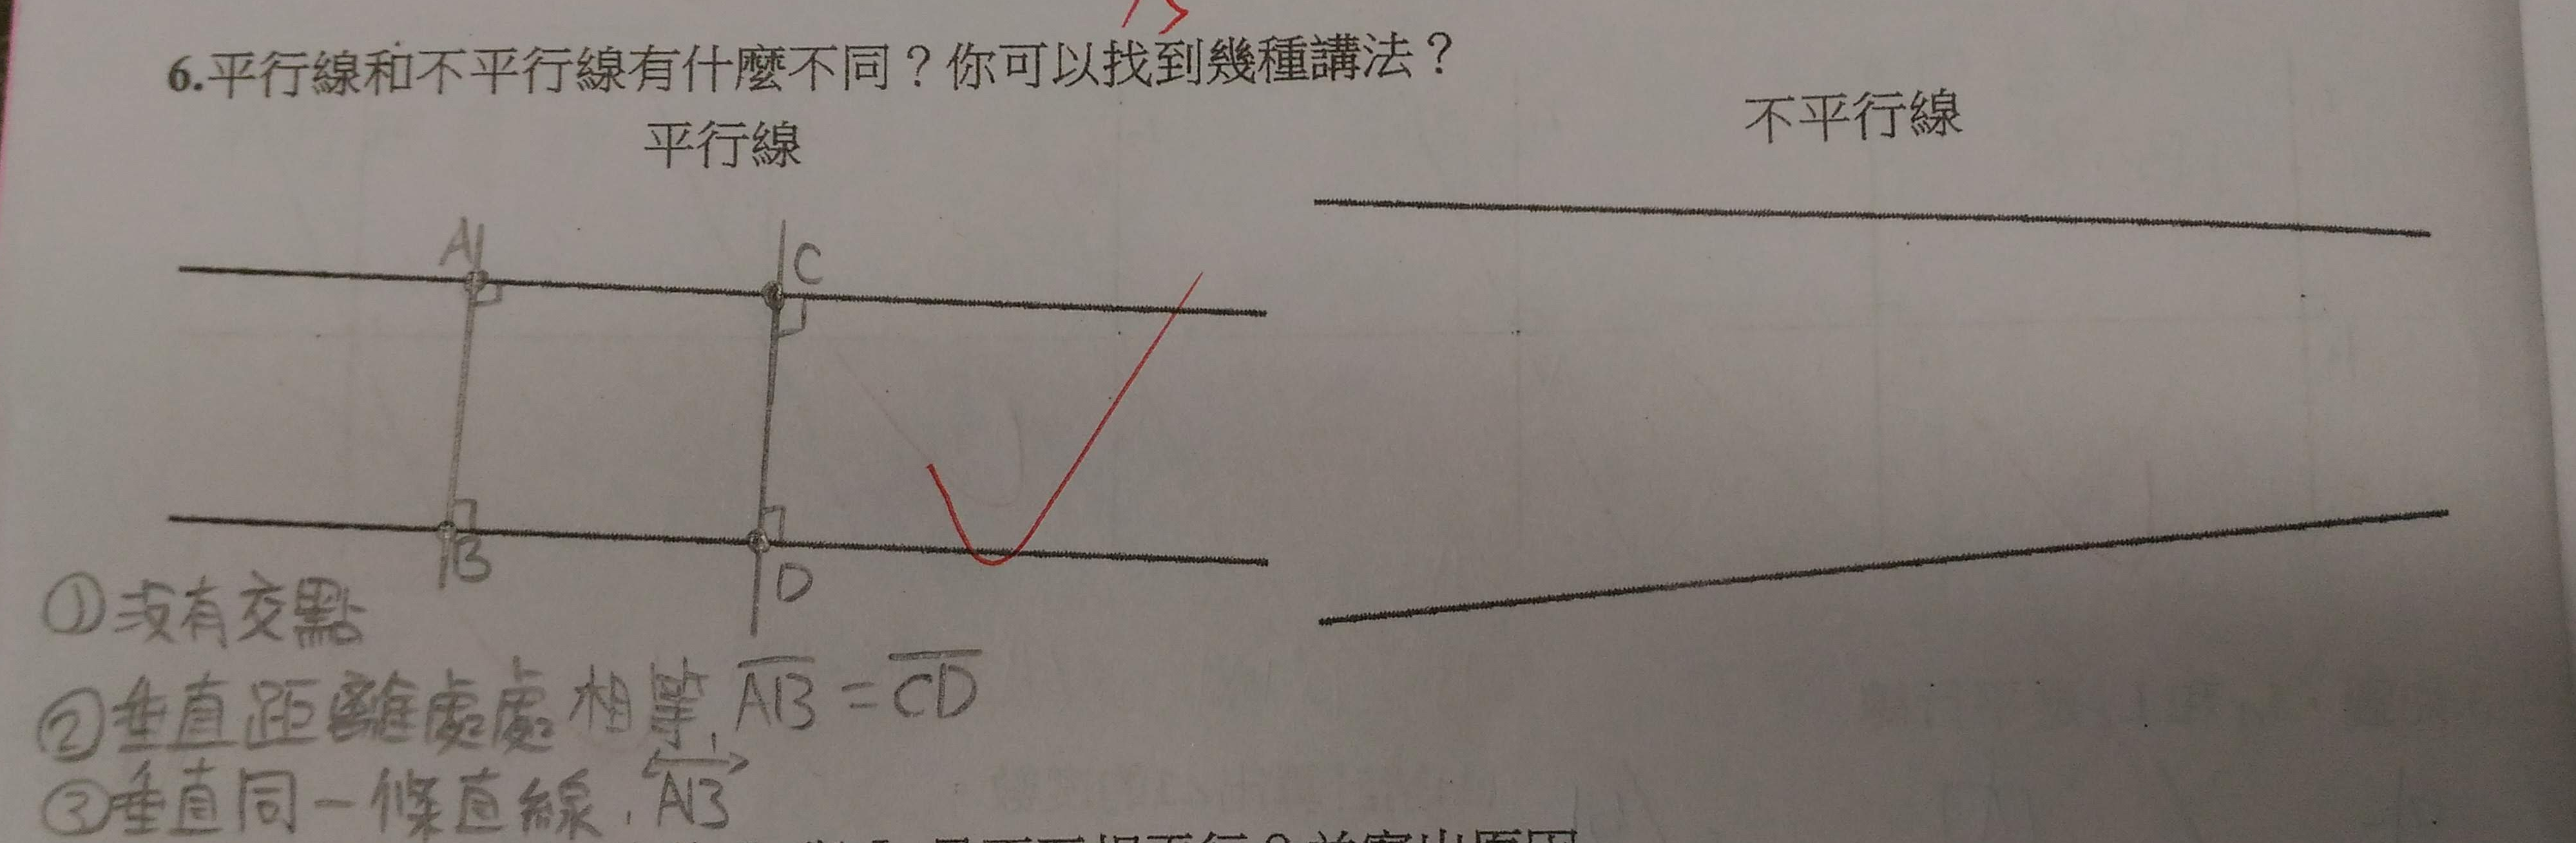 6.平行線和不平行線有什麼不同？你可以找到幾種講法？
平行線
不平行線
A
C
B
D
①沒有交點
②垂直距離處處相等, AB = CD
③垂直同一條直線, AB